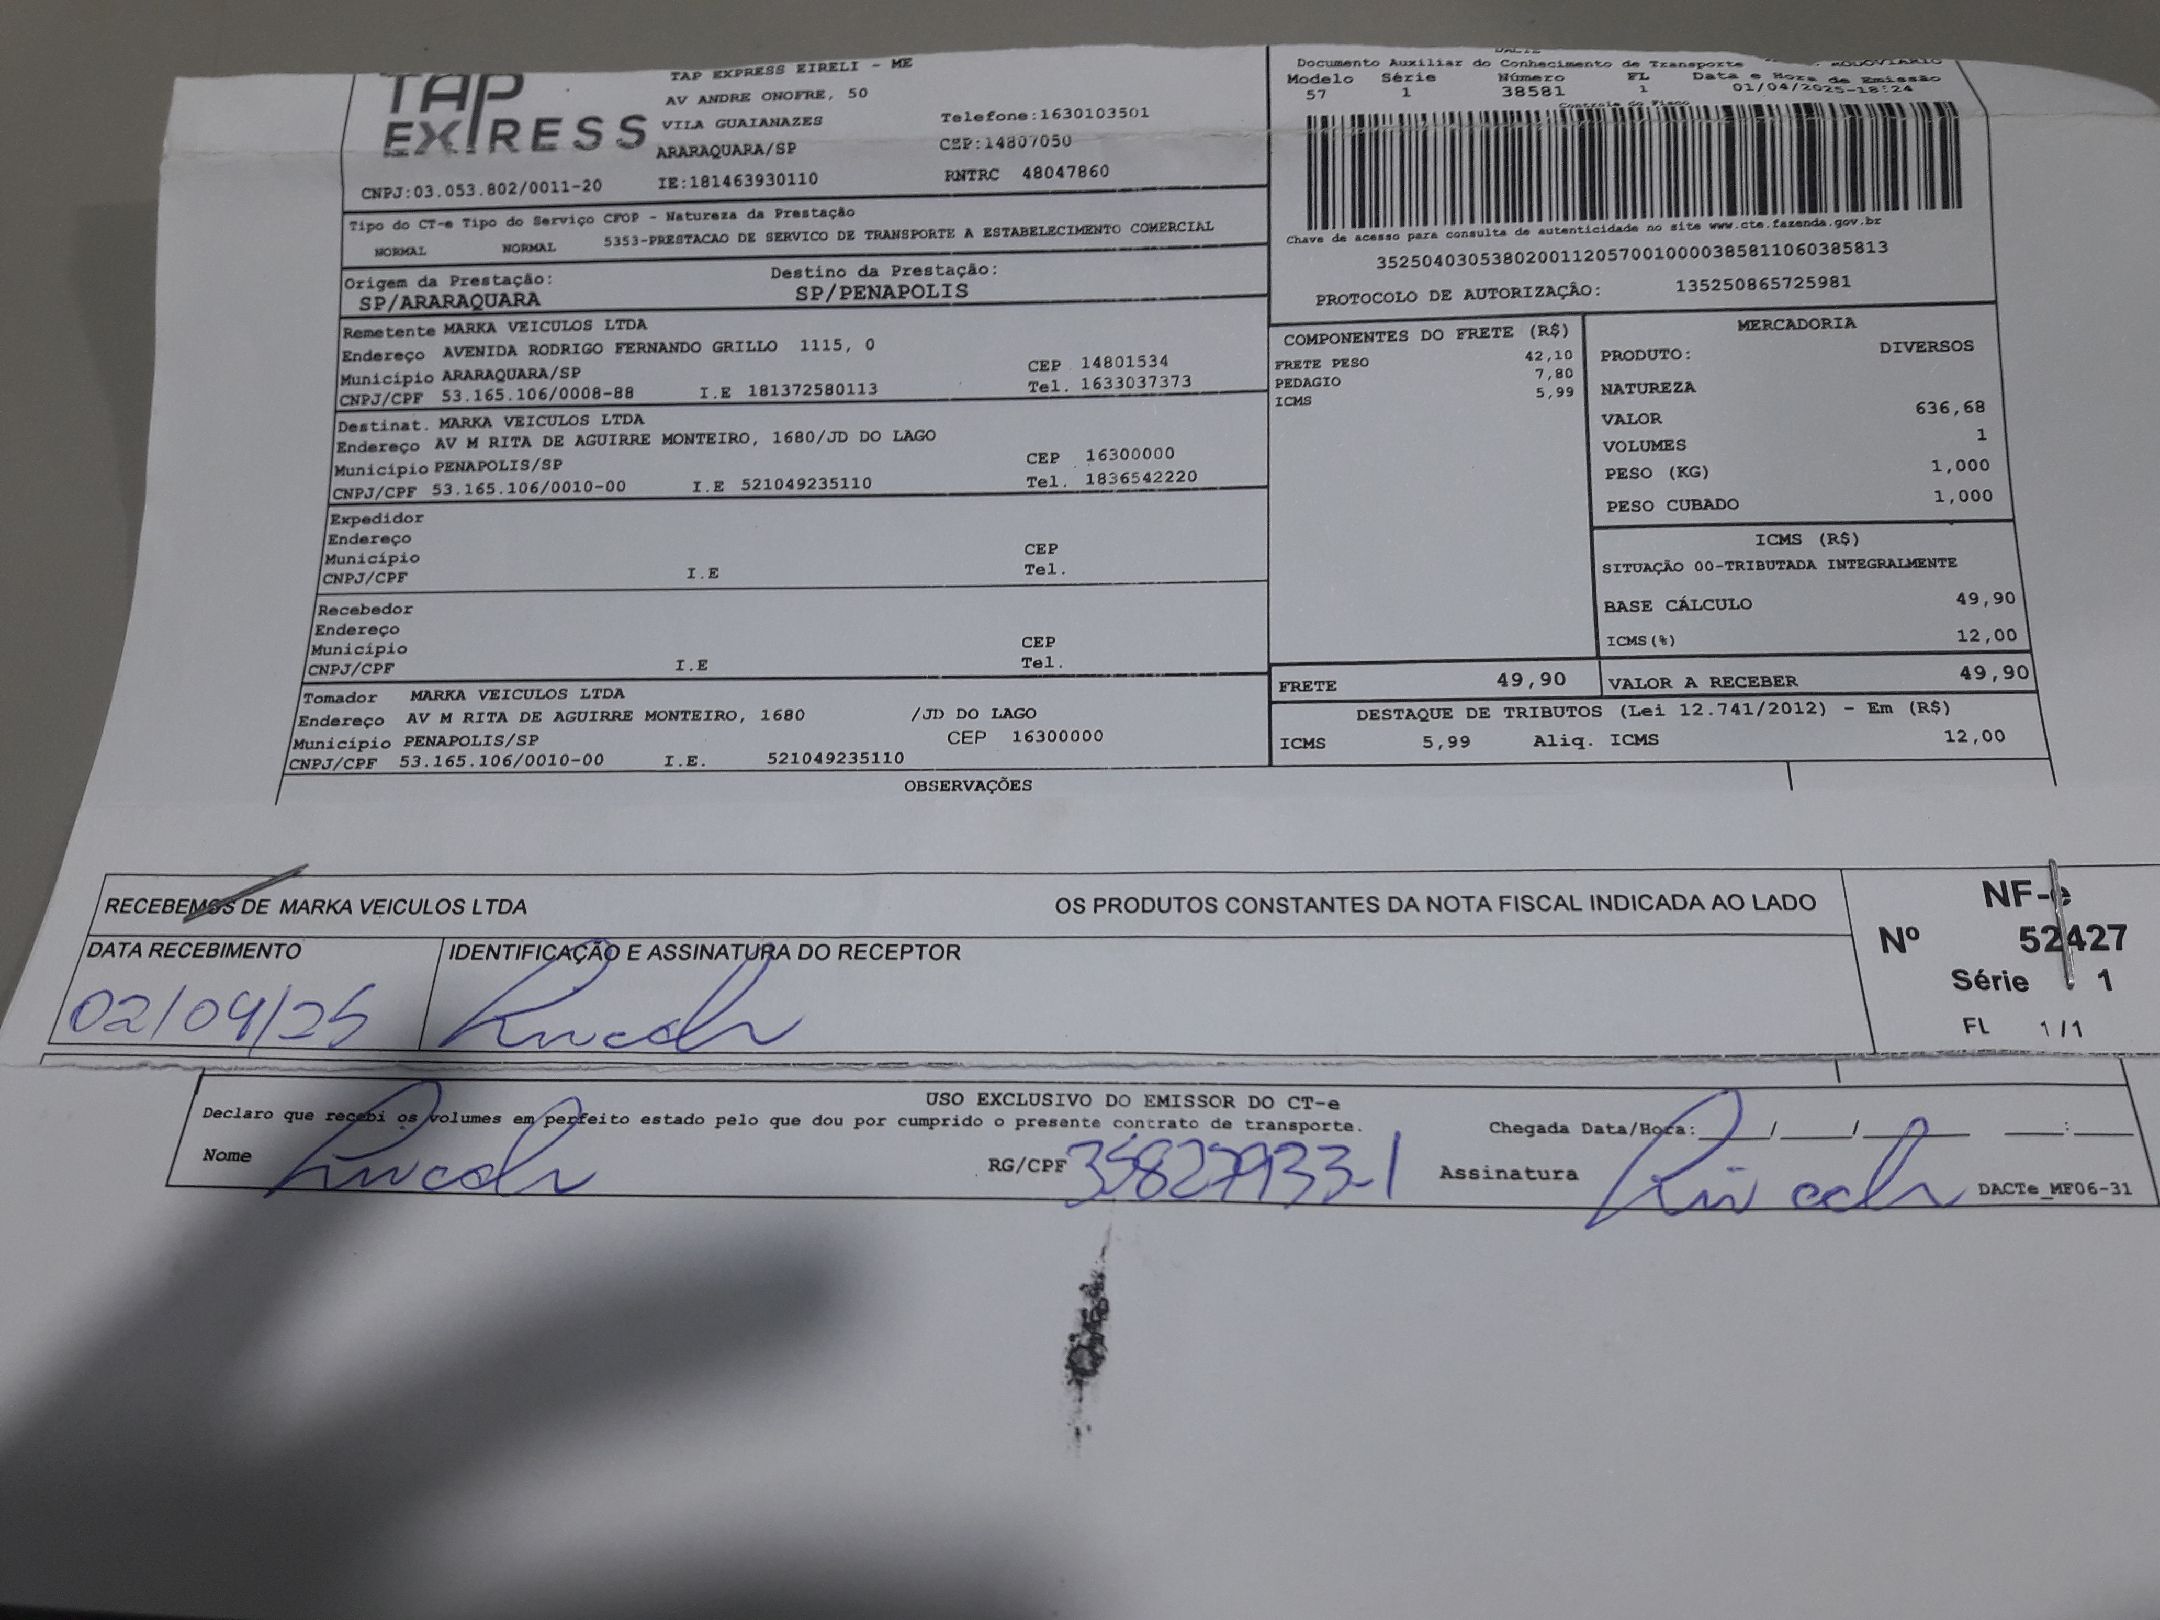 TAP EXPRESS
TAP EXPRESS EIRELI - ME
AV ANDRE ONOFRE, 50
VILA GUAIANAZES Telefone:1630103501
ARARAQUARA/SP CEP:14807050
CNPJ:03.053.802/0011-20 IE:181463930110 RNTRC 48047860
Documento Auxiliar do Conhecimento de Transporte RODOVIARIO
Modelo Série Número FL Data e Hora de Emissão
57 1 38581 1 01/04/2025-18:24
Controle do Fisco
Chave de acesso para consulta de autenticidade no site www.cte.fazenda.gov.br
35250403053802001120570010000385811060385813
PROTOCOLO DE AUTORIZAÇÃO: 135250865725981
Tipo do CT-e Tipo do Serviço CFOP - Natureza da Prestação
NORMAL NORMAL 5353-PRESTACAO DE SERVICO DE TRANSPORTE A ESTABELECIMENTO COMERCIAL
Origem da Prestação: Destino da Prestação:
SP/ARARAQUARA SP/PENAPOLIS
Remetente MARKA VEICULOS LTDA
Endereço AVENIDA RODRIGO FERNANDO GRILLO 1115, 0
Município ARARAQUARA/SP CEP 14801534
CNPJ/CPF 53.165.106/0008-88 I.E 181372580113 Tel. 1633037373
Destinat. MARKA VEICULOS LTDA
Endereço AV M RITA DE AGUIRRE MONTEIRO, 1680/JD DO LAGO
Município PENAPOLIS/SP CEP 16300000
CNPJ/CPF 53.165.106/0010-00 I.E 521049235110 Tel. 1836542220
Expedidor
Endereço
Município CEP
CNPJ/CPF I.E Tel.
Recebedor
Endereço
Município CEP
CNPJ/CPF I.E Tel.
Tomador MARKA VEICULOS LTDA
Endereço AV M RITA DE AGUIRRE MONTEIRO, 1680 /JD DO LAGO
Município PENAPOLIS/SP CEP 16300000
CNPJ/CPF 53.165.106/0010-00 I.E. 521049235110
COMPONENTES DO FRETE (R$)
FRETE PESO 42,10
PEDAGIO 7,80
ICMS 5,99
MERCADORIA
PRODUTO: DIVERSOS
NATUREZA
VALOR 636,68
VOLUMES 1
PESO (KG) 1,000
PESO CUBADO 1,000
ICMS (R$)
SITUAÇÃO 00-TRIBUTADA INTEGRALMENTE
BASE CÁLCULO 49,90
ICMS(%) 12,00
FRETE 49,90 VALOR A RECEBER 49,90
DESTAQUE DE TRIBUTOS (Lei 12.741/2012) - Em (R$)
ICMS 5,99 Aliq. ICMS 12,00
OBSERVAÇÕES
RECEBEMOS DE MARKA VEICULOS LTDA OS PRODUTOS CONSTANTES DA NOTA FISCAL INDICADA AO LADO
DATA RECEBIMENTO IDENTIFICAÇÃO E ASSINATURA DO RECEPTOR
02/04/25
NF-e
Nº 52427
Série 1
FL 1/1
USO EXCLUSIVO DO EMISSOR DO CT-e
Declaro que recebi os volumes em perfeito estado pelo que dou por cumprido o presente contrato de transporte.
Chegada Data/Hora:____/____/______ ____:____
Nome RG/CPF 35827933-1 Assinatura
DACTe_MF06-31